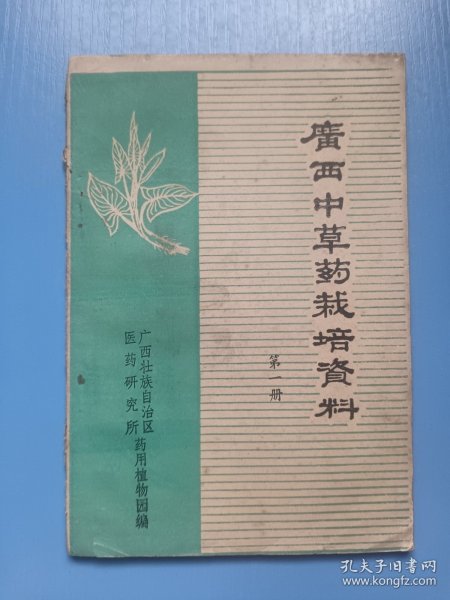 廣西中草药栽培資料
第一册
广西壮族自治区
医药研究所
药用植物园编
孔夫子旧书网
www.kongfz.com